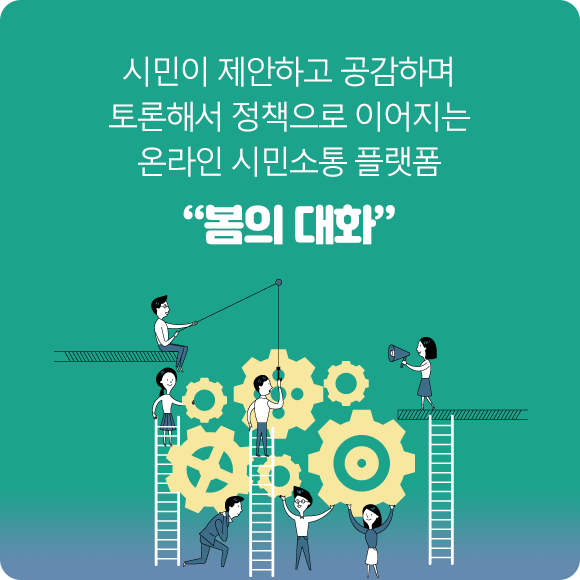 시민이 제안하고 공감하며
토론해서 정책으로 이어지는
온라인 시민소통 플랫폼
“봄의 대화”